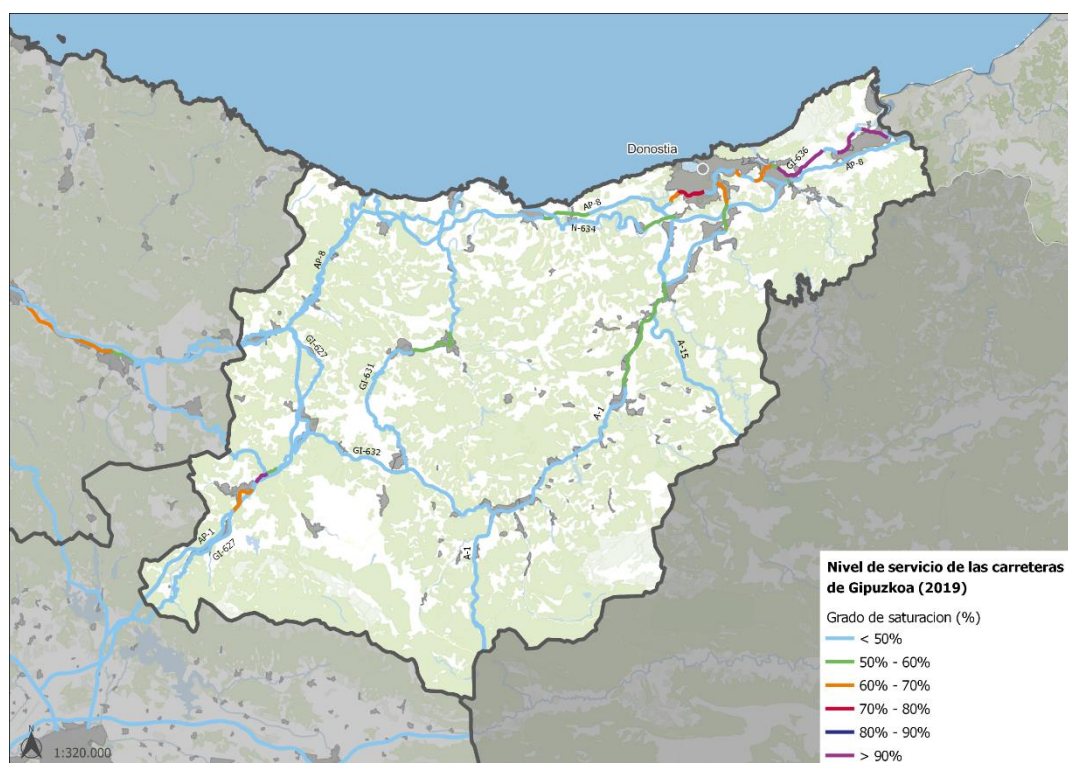 Donostia
GI-636
AP-8
AP-8
N-634
AP-8
GI-627
GI-631
A-15
A-1
GI-632
AP-1
GI-627
A-1
N
1:320.000
Nivel de servicio de las carreteras
de Gipuzkoa (2019)
Grado de saturacion (%)
< 50%
50% - 60%
60% - 70%
70% - 80%
80% - 90%
> 90%